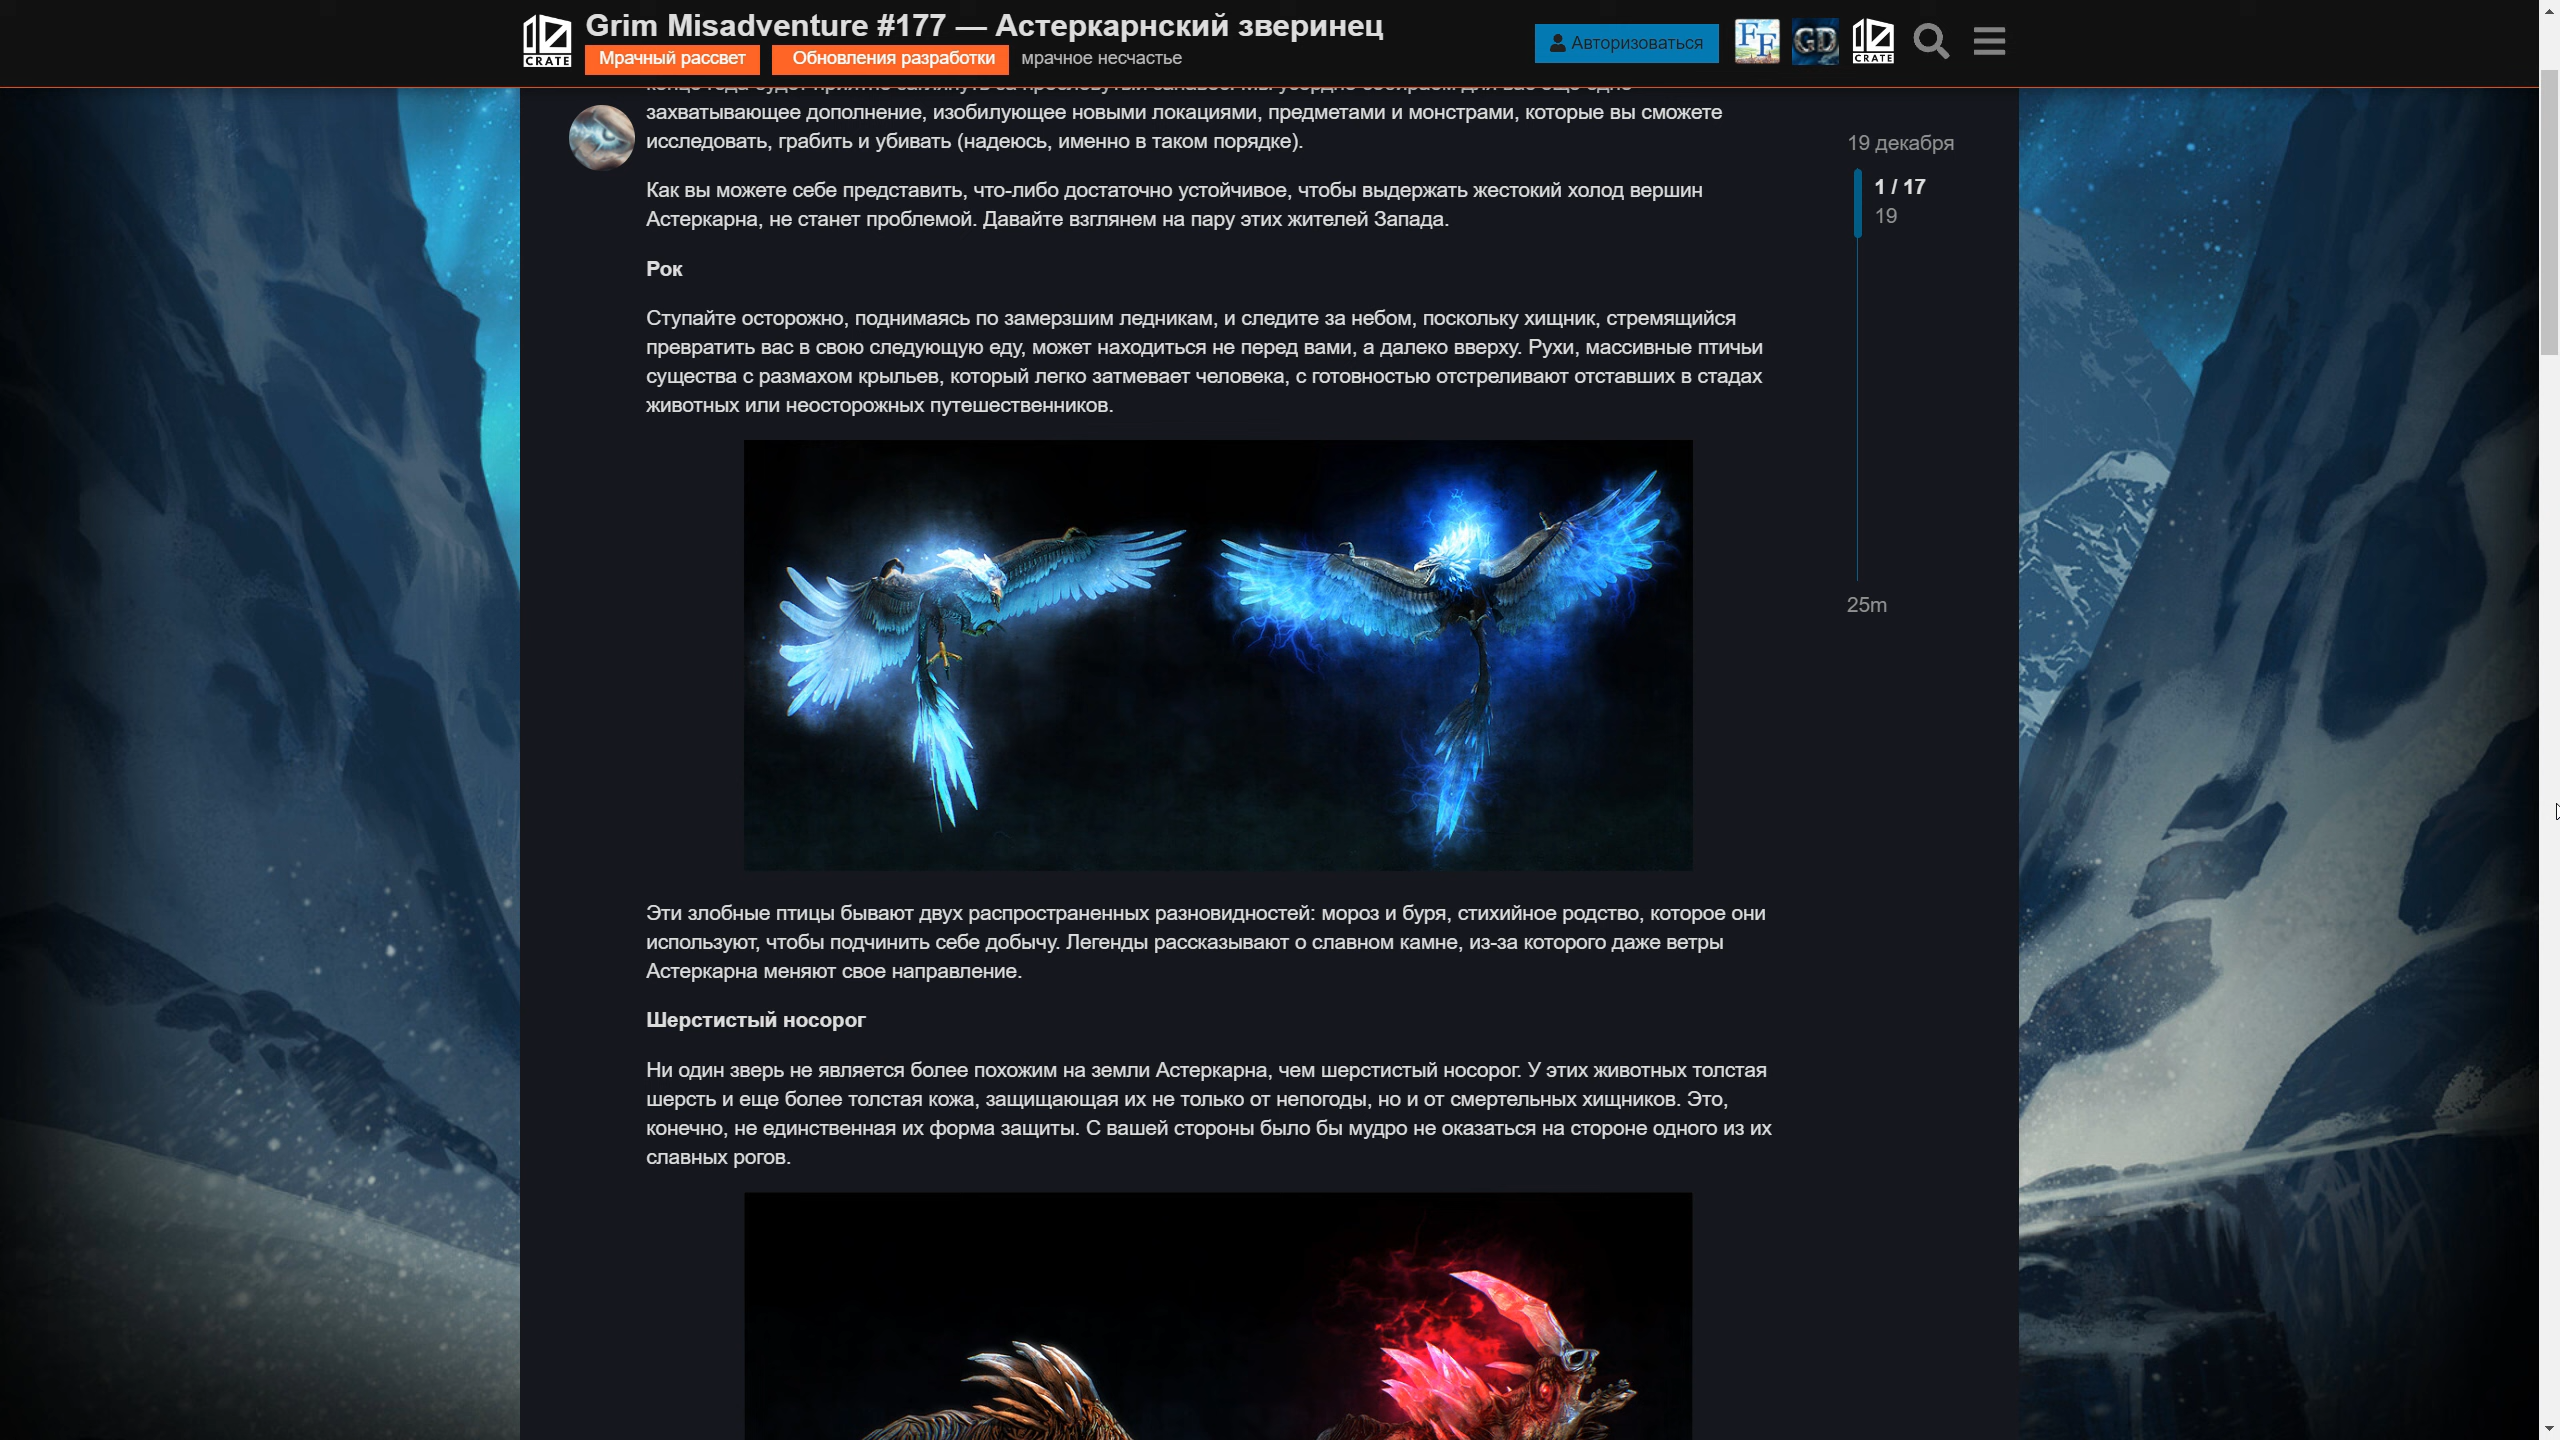 Grim Misadventure #177 — Астеркарнский зверинец
Мрачный рассвет Обновления разработки мрачное несчастье
CRATE
Авторизоваться
FF GD CRATE
захватывающее дополнение, изобилующее новыми локациями, предметами и монстрами, которые вы сможете
исследовать, грабить и убивать (надеюсь, именно в таком порядке).
19 декабря
1 / 17
19
25m
Как вы можете себе представить, что-либо достаточно устойчивое, чтобы выдержать жестокий холод вершин
Астеркарна, не станет проблемой. Давайте взглянем на пару этих жителей Запада.
Рок
Ступайте осторожно, поднимаясь по замерзшим ледникам, и следите за небом, поскольку хищник, стремящийся
превратить вас в свою следующую еду, может находиться не перед вами, а далеко вверху. Рухи, массивные птичьи
существа с размахом крыльев, который легко затмевает человека, с готовностью отстреливают отставших в стадах
животных или неосторожных путешественников.
Эти злобные птицы бывают двух распространенных разновидностей: мороз и буря, стихийное родство, которое они
используют, чтобы подчинить себе добычу. Легенды рассказывают о славном камне, из-за которого даже ветры
Астеркарна меняют свое направление.
Шерстистый носорог
Ни один зверь не является более похожим на земли Астеркарна, чем шерстистый носорог. У этих животных толстая
шерсть и еще более толстая кожа, защищающая их не только от непогоды, но и от смертельных хищников. Это,
конечно, не единственная их форма защиты. С вашей стороны было бы мудро не оказаться на стороне одного из их
славных рогов.